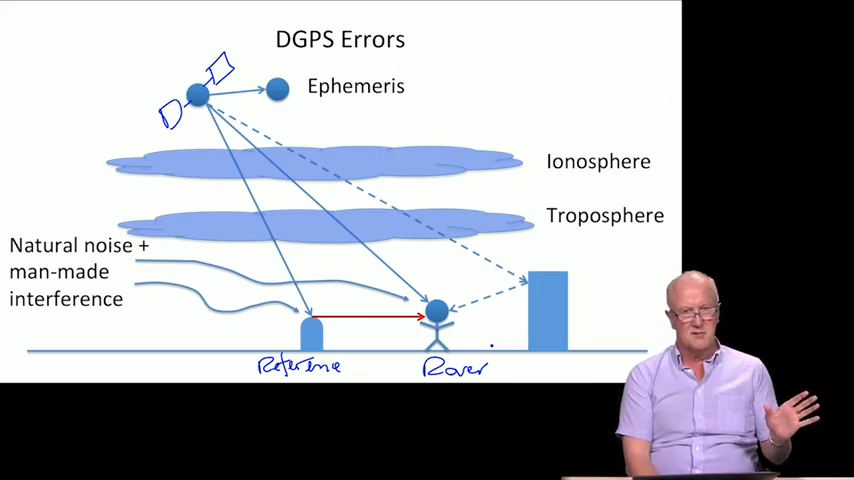 DGPS Errors
Ephemeris
Ionosphere
Troposphere
Natural noise +
man-made
interference
Reference
Rover